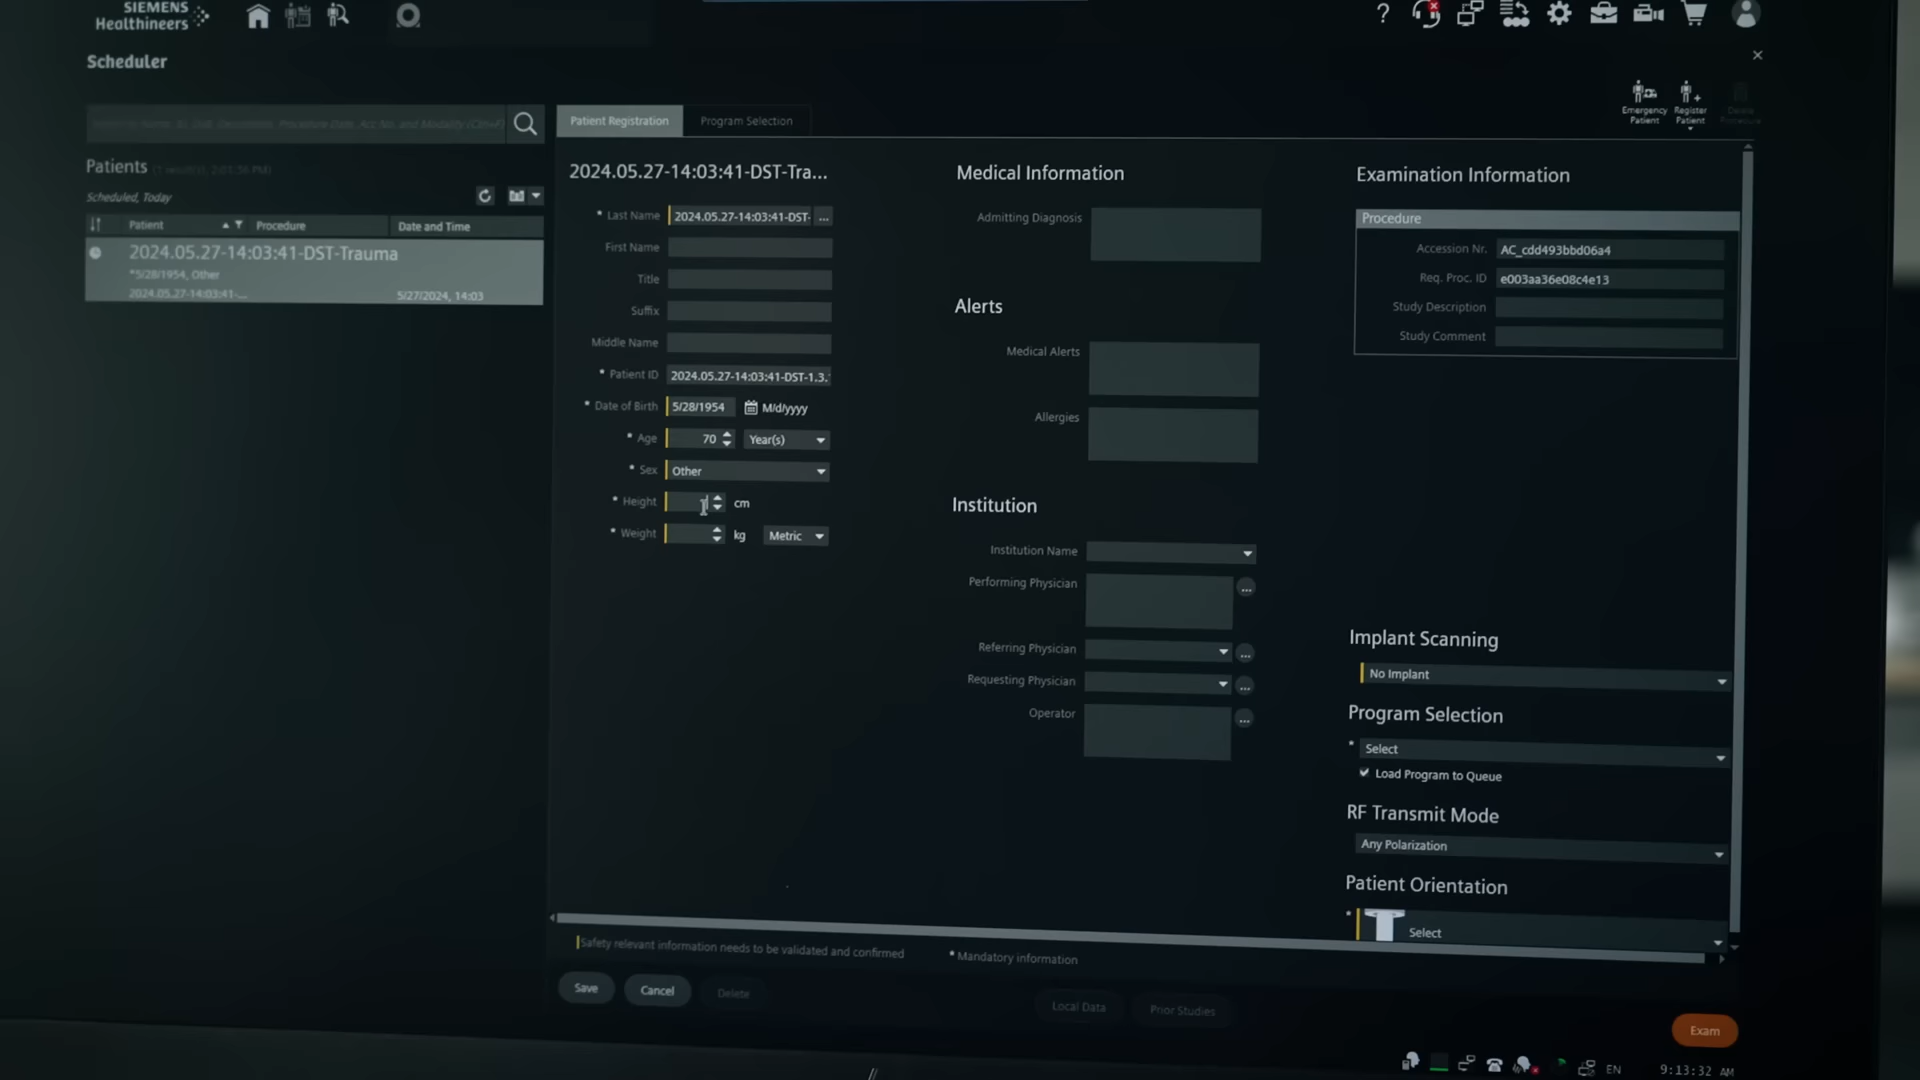 SIEMENS
Healthineers
Scheduler
Emergency Patient
Register Patient
Patient Registration
Program Selection
Patients
Scheduled, Today
Patient Procedure Date and Time
2024.05.27-14:03:41-DST-Trauma
*5/28/1954, Other
2024.05.27-14:03:41-...
5/27/2024, 14:03
2024.05.27-14:03:41-DST-Tra...
* Last Name 2024.05.27-14:03:41-DST- ...
First Name
Title
Suffix
Middle Name
* Patient ID 2024.05.27-14:03:41-DST-1.3.
* Date of Birth 5/28/1954 M/d/yyyy
* Age 70 Year(s)
* Sex Other
* Height cm
* Weight kg Metric
Medical Information
Admitting Diagnosis
Alerts
Medical Alerts
Allergies
Institution
Institution Name
Performing Physician ...
Referring Physician ...
Requesting Physician ...
Operator ...
Examination Information
Procedure
Accession Nr. AC_cdd493bbd06a4
Req. Proc. ID e003aa36e08c4e13
Study Description
Study Comment
Implant Scanning
No Implant
Program Selection
* Select
Load Program to Queue
RF Transmit Mode
Any Polarization
Patient Orientation
* Select
Safety relevant information needs to be validated and confirmed
* Mandatory information
Save
Cancel
Delete
Local Data
Prior Studies
Exam
EN
9:13:32 AM